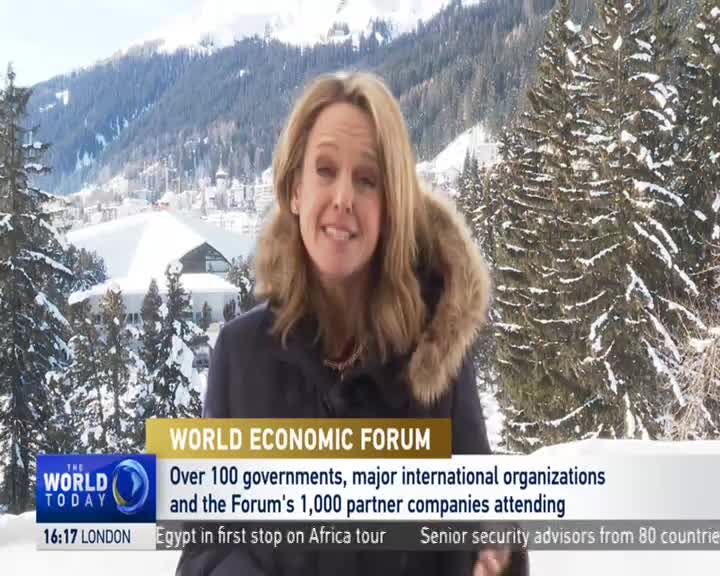 WORLD ECONOMIC FORUM
THE
WORLD
TODAY
Over 100 governments, major international organizations
and the Forum's 1,000 partner companies attending
16:17 LONDON
Egypt in first stop on Africa tour Senior security advisors from 80 countrie